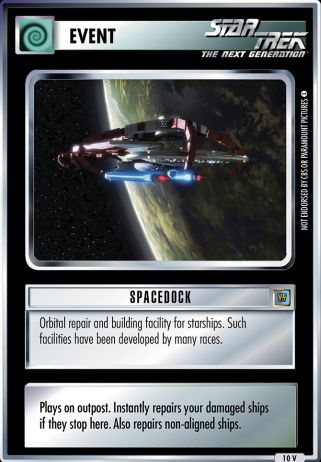 EVENT
STAR TREK
THE NEXT GENERATION
NOT ENDORSED BY CBS OR PARAMOUNT PICTURES
SPACEDOCK
Orbital repair and building facility for starships. Such
facilities have been developed by many races.
Plays on outpost. Instantly repairs your damaged ships
if they stop here. Also repairs non-aligned ships.
10 V